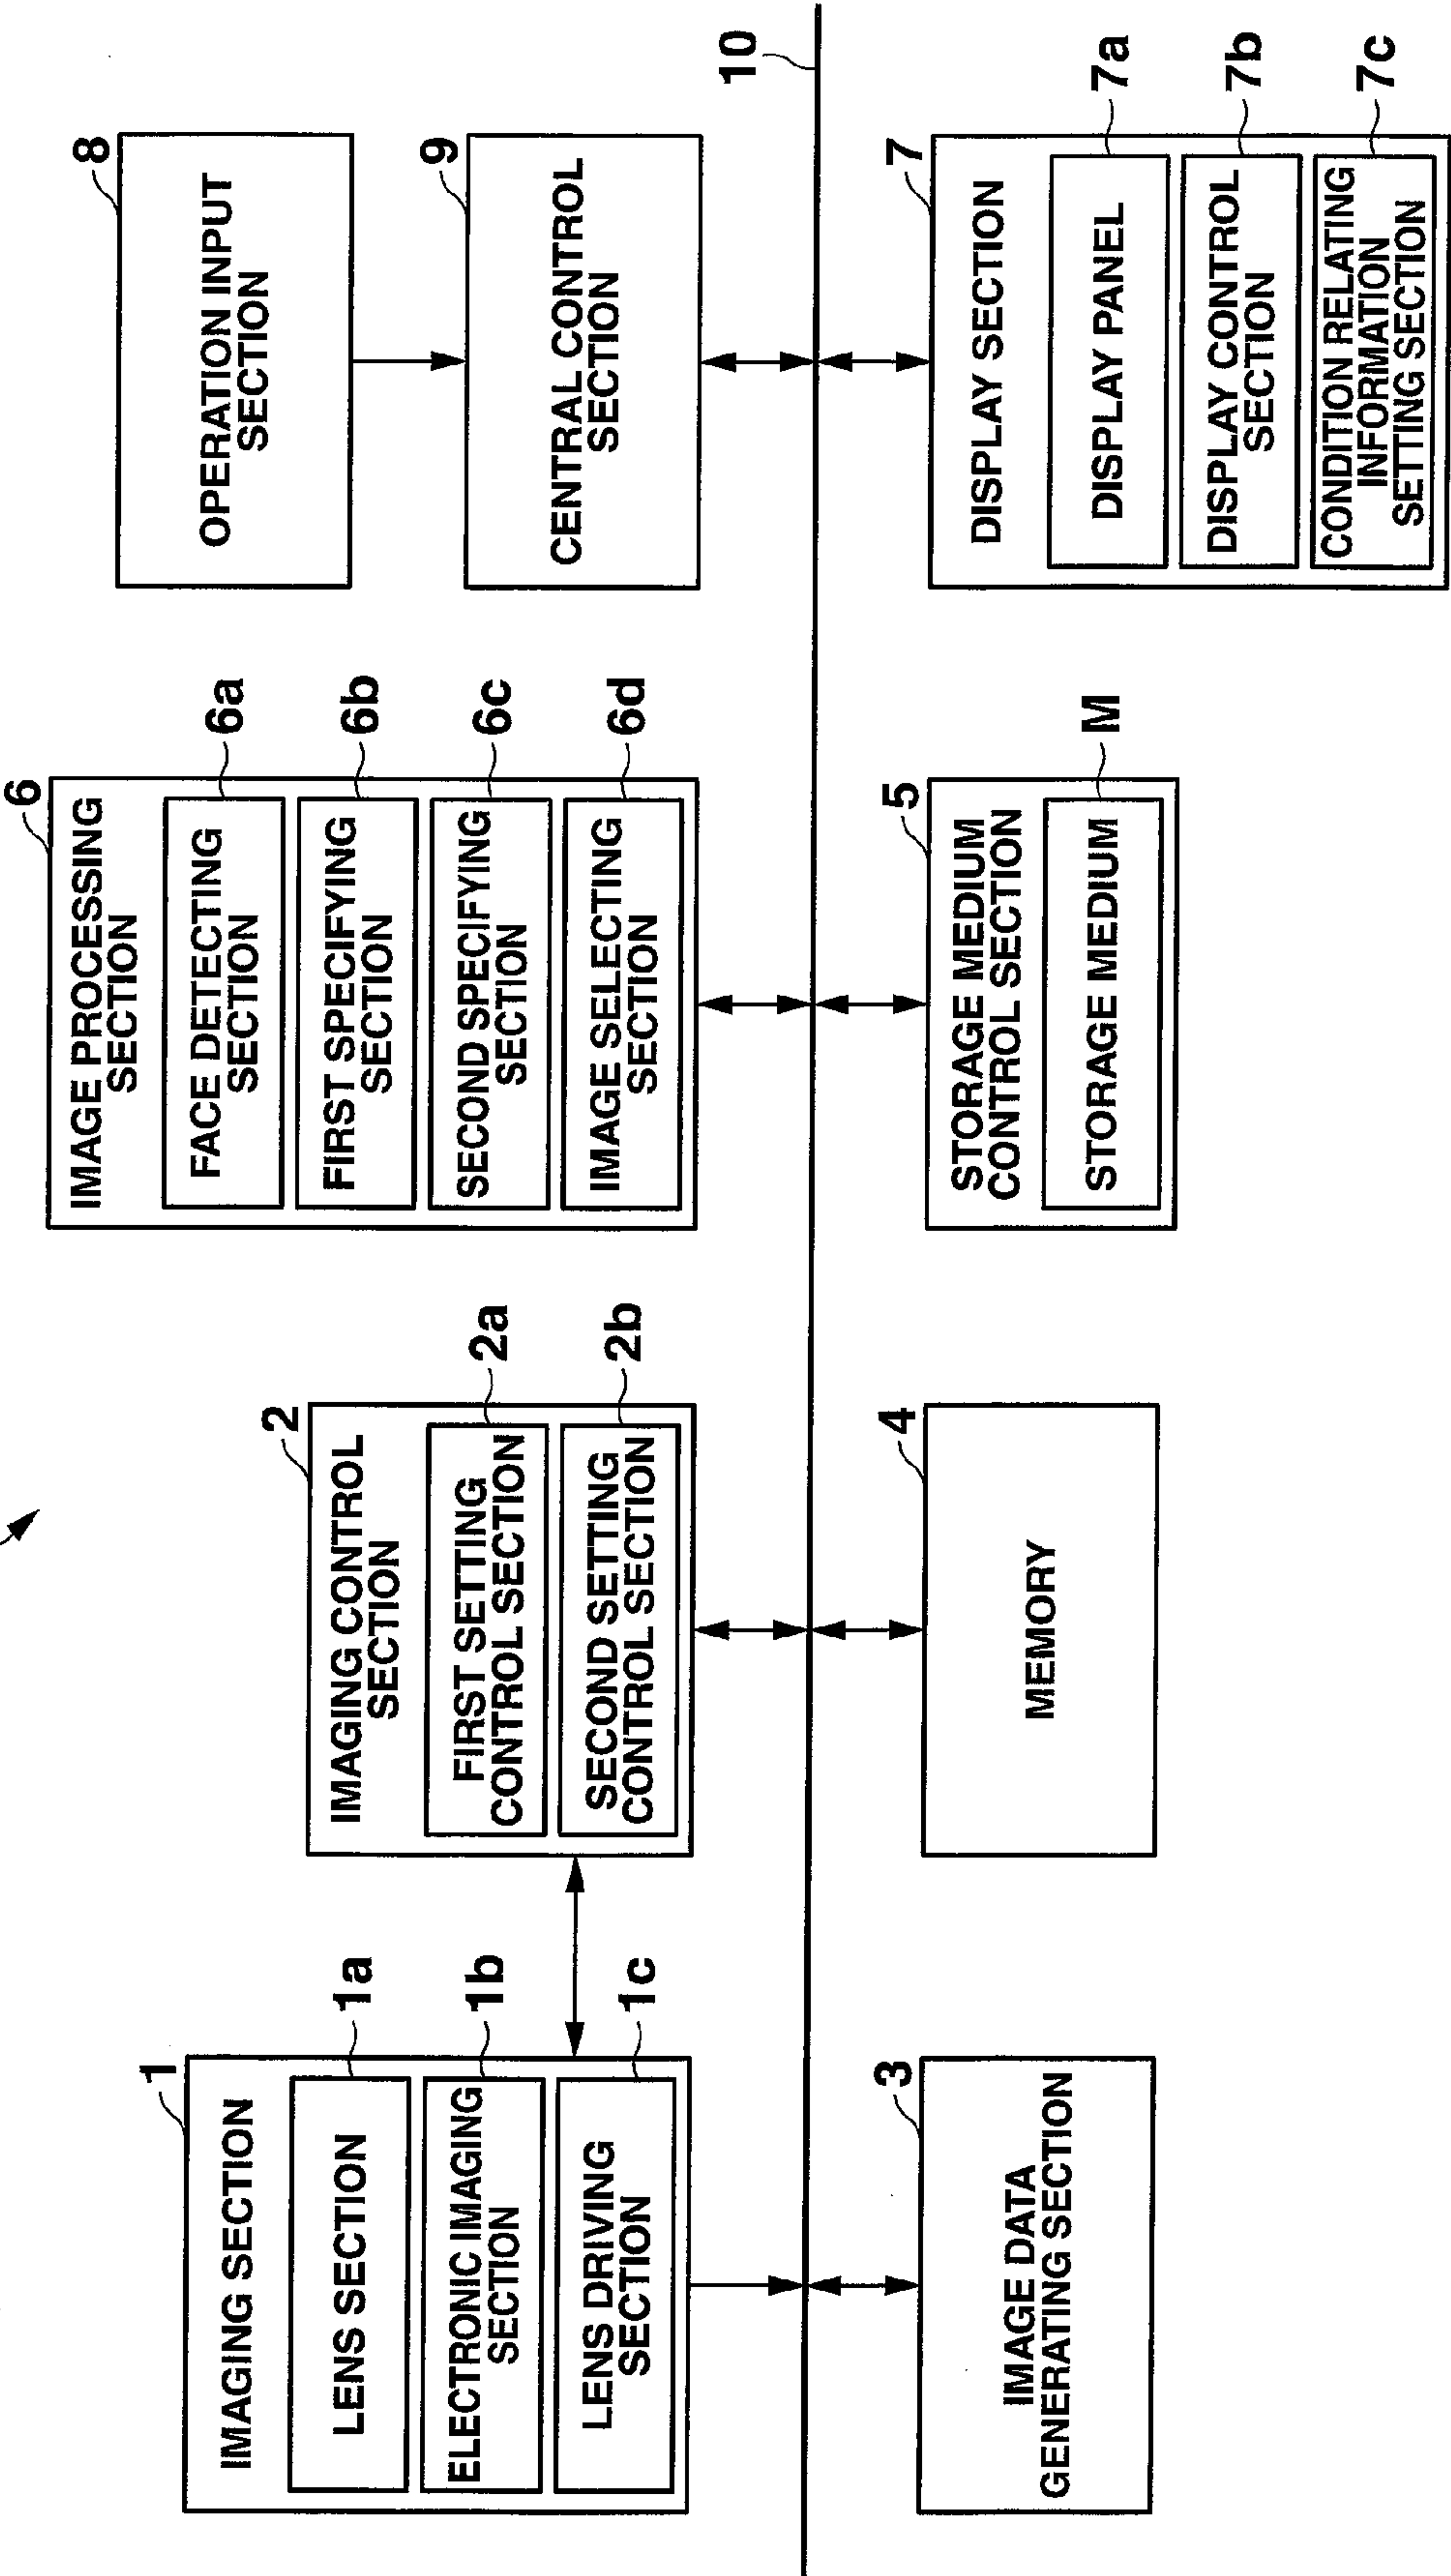 1
IMAGING SECTION
LENS SECTION
1a
ELECTRONIC IMAGING
SECTION
1b
LENS DRIVING
SECTION
1c
2
IMAGING CONTROL
SECTION
FIRST SETTING
CONTROL SECTION
2a
SECOND SETTING
CONTROL SECTION
2b
6
IMAGE PROCESSING
SECTION
FACE DETECTING
SECTION
6a
FIRST SPECIFYING
SECTION
6b
SECOND SPECIFYING
SECTION
6c
IMAGE SELECTING
SECTION
6d
8
OPERATION INPUT
SECTION
9
CENTRAL CONTROL
SECTION
10
3
IMAGE DATA
GENERATING SECTION
4
MEMORY
5
STORAGE MEDIUM
CONTROL SECTION
STORAGE MEDIUM
M
7
DISPLAY SECTION
DISPLAY PANEL
7a
DISPLAY CONTROL
SECTION
7b
CONDITION RELATING
INFORMATION
SETTING SECTION
7c